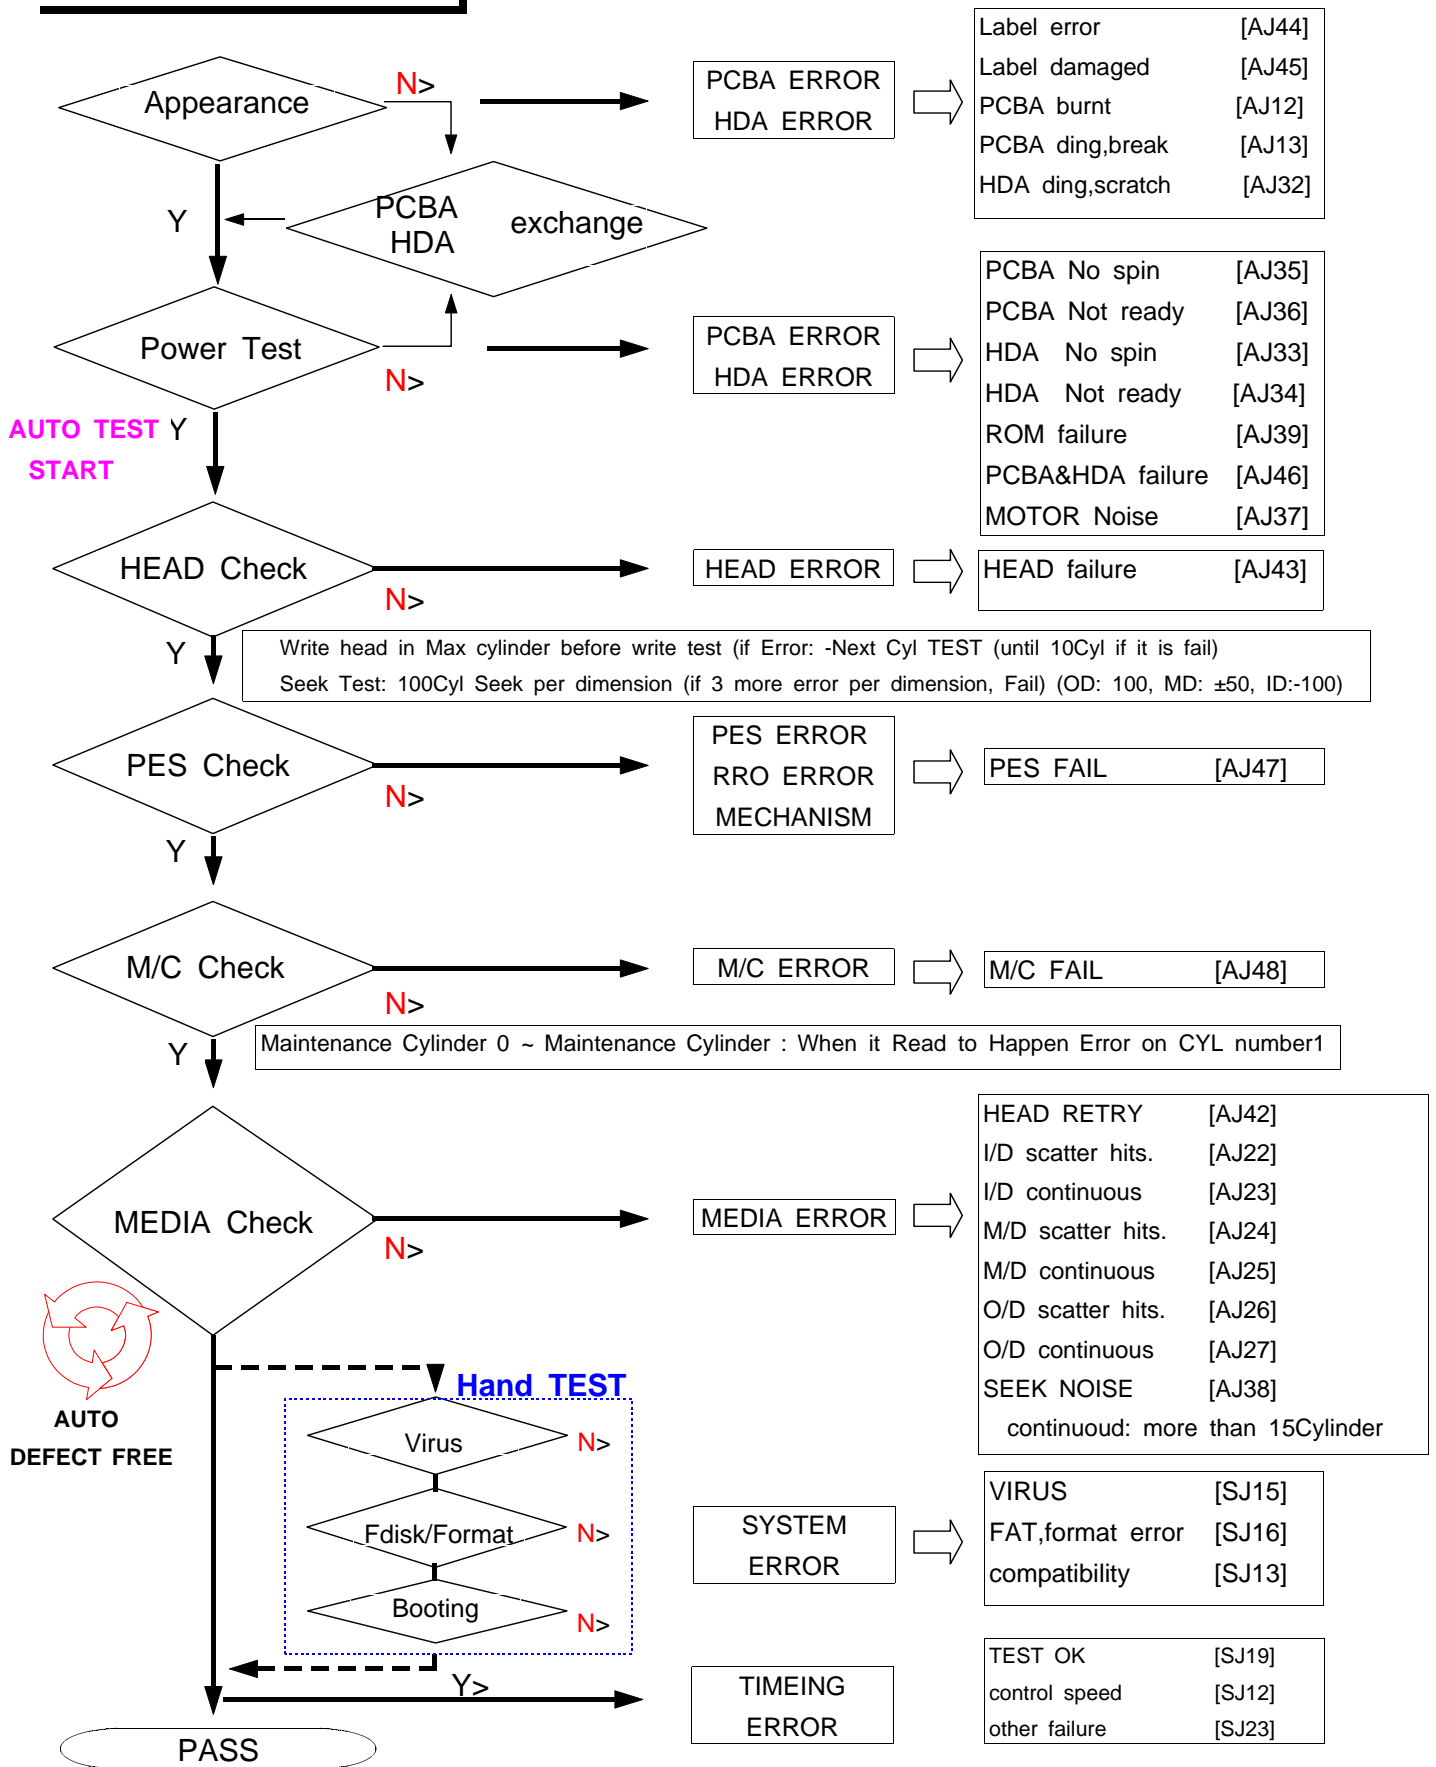 Appearance
N>
PCBA ERROR
HDA ERROR
Label error [AJ44]
Label damaged [AJ45]
PCBA burnt [AJ12]
PCBA ding,break [AJ13]
HDA ding,scratch [AJ32]
Y
PCBA
HDA
exchange
Power Test
N>
PCBA ERROR
HDA ERROR
PCBA No spin [AJ35]
PCBA Not ready [AJ36]
HDA No spin [AJ33]
HDA Not ready [AJ34]
ROM failure [AJ39]
PCBA&HDA failure [AJ46]
MOTOR Noise [AJ37]
AUTO TEST
START
Y
HEAD Check
N>
HEAD ERROR
HEAD failure [AJ43]
Y
Write head in Max cylinder before write test (if Error: -Next Cyl TEST (until 10Cyl if it is fail)
Seek Test: 100Cyl Seek per dimension (if 3 more error per dimension, Fail) (OD: 100, MD: ±50, ID:-100)
PES Check
N>
PES ERROR
RRO ERROR
MECHANISM
PES FAIL [AJ47]
Y
M/C Check
N>
M/C ERROR
M/C FAIL [AJ48]
Y
Maintenance Cylinder 0 ~ Maintenance Cylinder : When it Read to Happen Error on CYL number1
MEDIA Check
N>
MEDIA ERROR
HEAD RETRY [AJ42]
I/D scatter hits. [AJ22]
I/D continuous [AJ23]
M/D scatter hits. [AJ24]
M/D continuous [AJ25]
O/D scatter hits. [AJ26]
O/D continuous [AJ27]
SEEK NOISE [AJ38]
continuoud: more than 15Cylinder
AUTO
DEFECT FREE
Hand TEST
Virus
N>
Fdisk/Format
N>
Booting
N>
SYSTEM
ERROR
VIRUS [SJ15]
FAT,format error [SJ16]
compatibility [SJ13]
Y>
TIMEING
ERROR
TEST OK [SJ19]
control speed [SJ12]
other failure [SJ23]
PASS